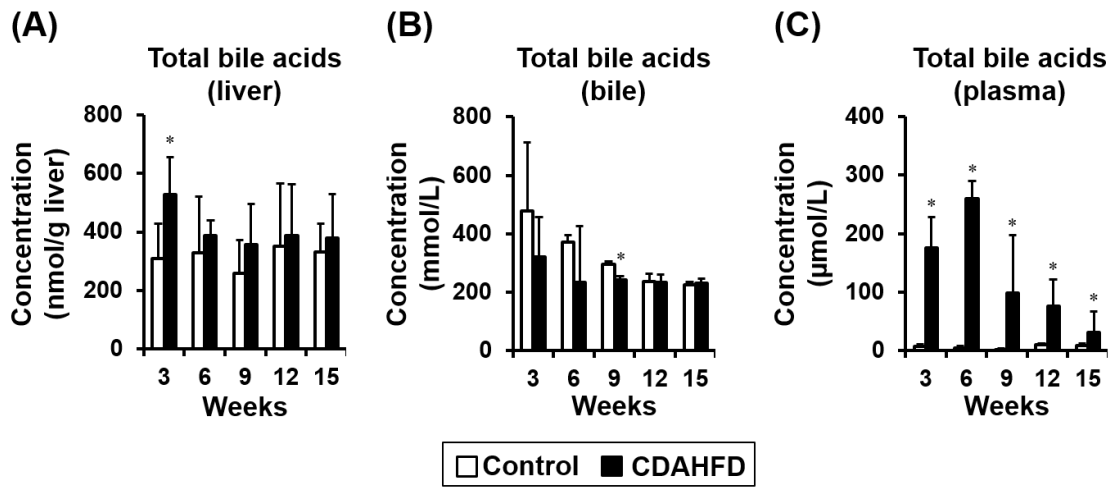 (A)
Total bile acids
(liver)
Concentration
(nmol/g liver)
800
600
400
200
0
*
3 6 9 12 15
Weeks
(B)
Total bile acids
(bile)
Concentration
(mmol/L)
800
600
400
200
0
*
3 6 9 12 15
Weeks
(C)
Total bile acids
(plasma)
Concentration
(µmol/L)
400
300
200
100
0
* * * * *
3 6 9 12 15
Weeks
Control CDAHFD